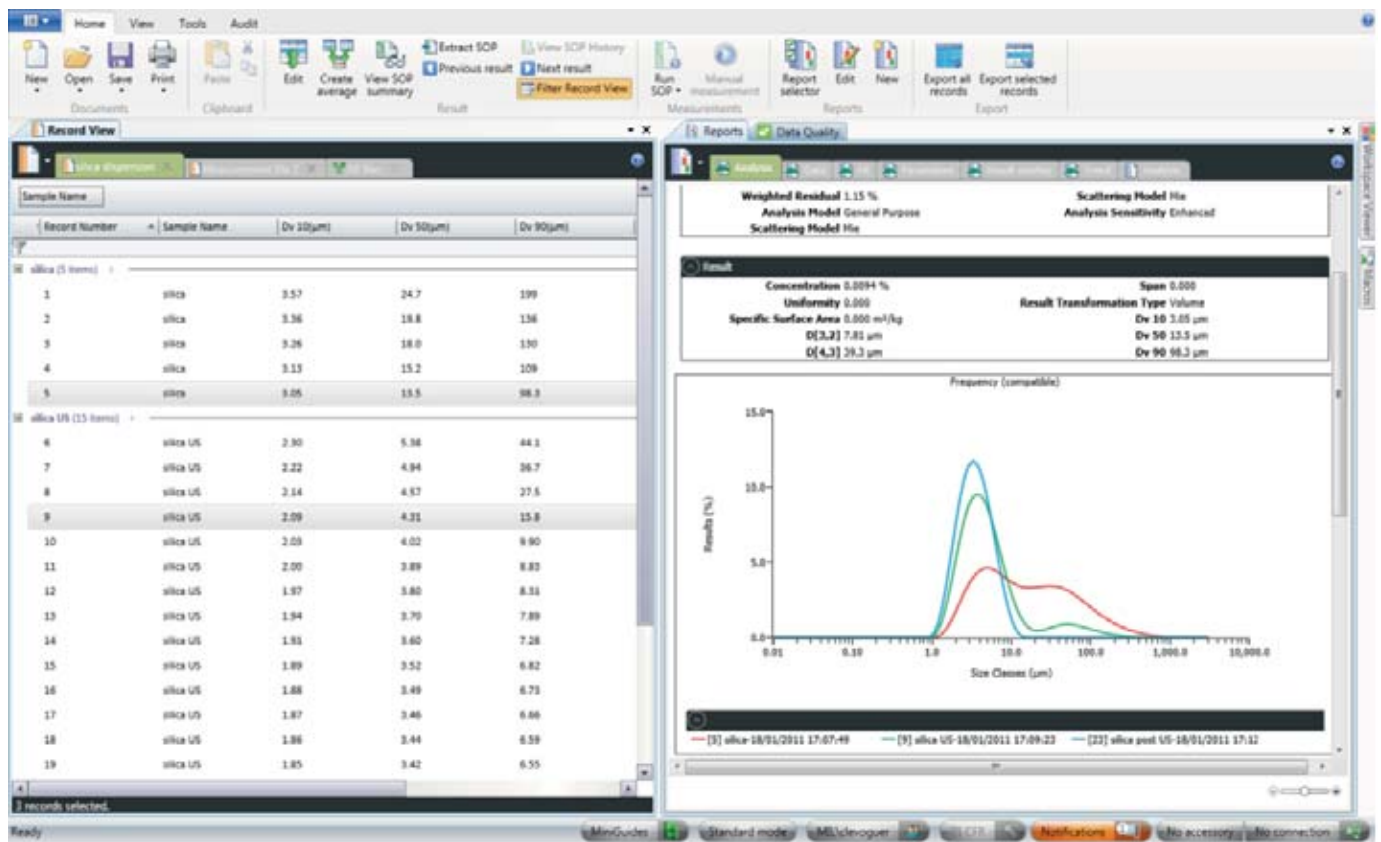 Home View Tools Audit
New Open Save Print
Documents
Paste
Clipboard
Edit Create average View SOP summary
Extract SOP View SOP History
Previous result Next result
Filter Record View
Result
Run SOP Manual measurement
Measurements
Report selector Edit New
Reports
Export all records Export selected records
Export
Record View
silica dispersion
Sample Name
Record Number Sample Name Dv 10(µm) Dv 50(µm) Dv 90(µm)
silica (5 items)
1 silica 3.57 24.7 199
2 silica 3.36 18.8 136
3 silica 3.26 18.0 130
4 silica 3.13 15.2 109
5 silica 3.05 13.5 98.3
silica US (15 items)
6 silica US 2.30 5.38 44.1
7 silica US 2.22 4.94 36.7
8 silica US 2.14 4.57 27.5
9 silica US 2.09 4.31 15.8
10 silica US 2.03 4.02 9.90
11 silica US 2.00 3.89 8.83
12 silica US 1.97 3.80 8.31
13 silica US 1.94 3.70 7.89
14 silica US 1.91 3.60 7.28
15 silica US 1.89 3.52 6.82
16 silica US 1.88 3.49 6.73
17 silica US 1.87 3.46 6.66
18 silica US 1.86 3.44 6.59
19 silica US 1.85 3.42 6.55
3 records selected.
Reports Data Quality
Analysis
Weighted Residual 1.15 % Scattering Model Mie
Analysis Model General Purpose Analysis Sensitivity Enhanced
Scattering Model Mie
Result
Concentration 0.0094 % Span 0.000
Uniformity 0.000 Result Transformation Type Volume
Specific Surface Area 0.000 m²/kg Dv 10 3.05 µm
D[3,2] 7.81 µm Dv 50 13.5 µm
D[4,3] 39.3 µm Dv 90 98.3 µm
Frequency (compatible)
15.0
10.0
5.0
0.0
Results (%)
0.01 0.10 1.0 10.0 100.0 1,000.0 10,000.0
Size Classes (µm)
[5] silica-18/01/2011 17:07:49 [9] silica US-18/01/2011 17:09:23 [23] silica post US-18/01/2011 17:12
Workspace Viewer
Macros
Ready MiniGuides Standard mode MIL\clevoguer CFR Notifications No accessory No connection